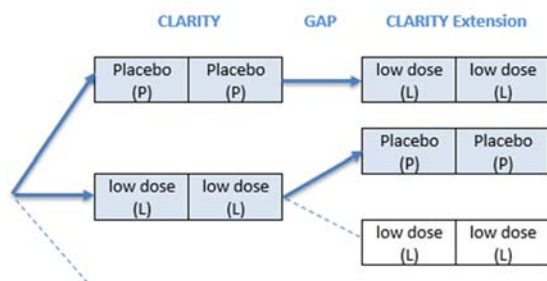 CLARITY GAP CLARITY Extension
Placebo Placebo low dose low dose
(P) (P) (L) (L)
Placebo Placebo
(P) (P)
low dose low dose
(L) (L)
low dose low dose
(L) (L)